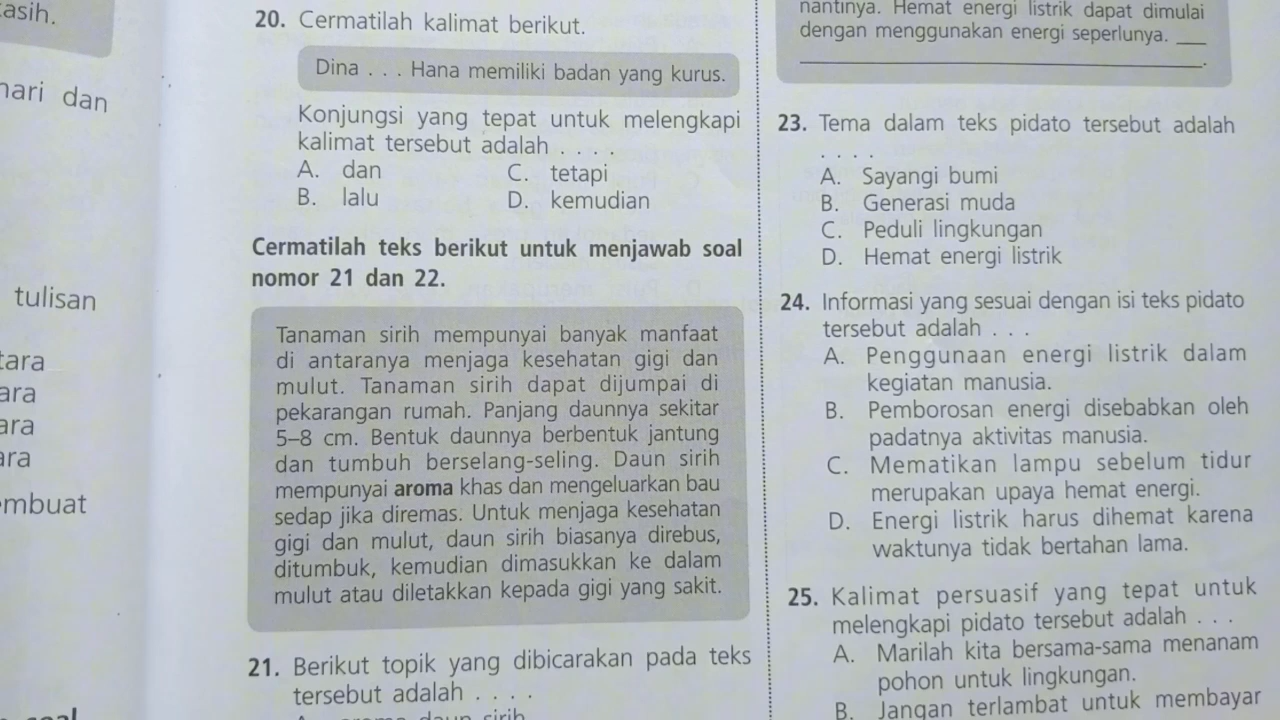 asih.
hari dan
tulisan
tara
ara
ara
ara
embuat
soal
20. Cermatilah kalimat berikut.
Dina . . . Hana memiliki badan yang kurus.
Konjungsi yang tepat untuk melengkapi
kalimat tersebut adalah . . . .
A. dan C. tetapi
B. lalu D. kemudian
Cermatilah teks berikut untuk menjawab soal
nomor 21 dan 22.
Tanaman sirih mempunyai banyak manfaat
di antaranya menjaga kesehatan gigi dan
mulut. Tanaman sirih dapat dijumpai di
pekarangan rumah. Panjang daunnya sekitar
5–8 cm. Bentuk daunnya berbentuk jantung
dan tumbuh berselang-seling. Daun sirih
mempunyai aroma khas dan mengeluarkan bau
sedap jika diremas. Untuk menjaga kesehatan
gigi dan mulut, daun sirih biasanya direbus,
ditumbuk, kemudian dimasukkan ke dalam
mulut atau diletakkan kepada gigi yang sakit.
21. Berikut topik yang dibicarakan pada teks
tersebut adalah . . . .
A. aroma daun sirih
nantinya. Hemat energi listrik dapat dimulai
dengan menggunakan energi seperlunya. ___
___.
23. Tema dalam teks pidato tersebut adalah
. . . .
A. Sayangi bumi
B. Generasi muda
C. Peduli lingkungan
D. Hemat energi listrik
24. Informasi yang sesuai dengan isi teks pidato
tersebut adalah . . .
A. Penggunaan energi listrik dalam
kegiatan manusia.
B. Pemborosan energi disebabkan oleh
padatnya aktivitas manusia.
C. Mematikan lampu sebelum tidur
merupakan upaya hemat energi.
D. Energi listrik harus dihemat karena
waktunya tidak bertahan lama.
25. Kalimat persuasif yang tepat untuk
melengkapi pidato tersebut adalah . . .
A. Marilah kita bersama-sama menanam
pohon untuk lingkungan.
B. Jangan terlambat untuk membayar